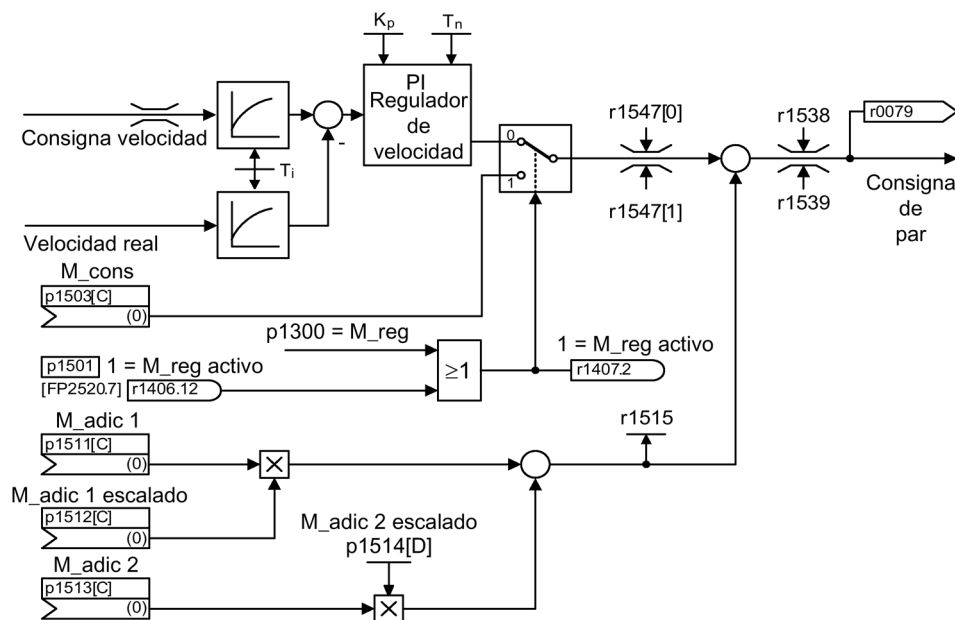 Kp
Tn
PI
Regulador
de
velocidad
Consigna velocidad
-
Ti
Velocidad real
0
1
r1547[0]
r1547[1]
r1538
r1539
r0079
Consigna
de
par
M_cons
p1503[C]
(0)
p1300 = M_reg
p1501 1 = M_reg activo
[FP2520.7] r1406.12
≥1
1 = M_reg activo
r1407.2
M_adic 1
p1511[C]
(0)
r1515
M_adic 1 escalado
p1512[C]
(0)
M_adic 2 escalado
p1514[D]
M_adic 2
p1513[C]
(0)